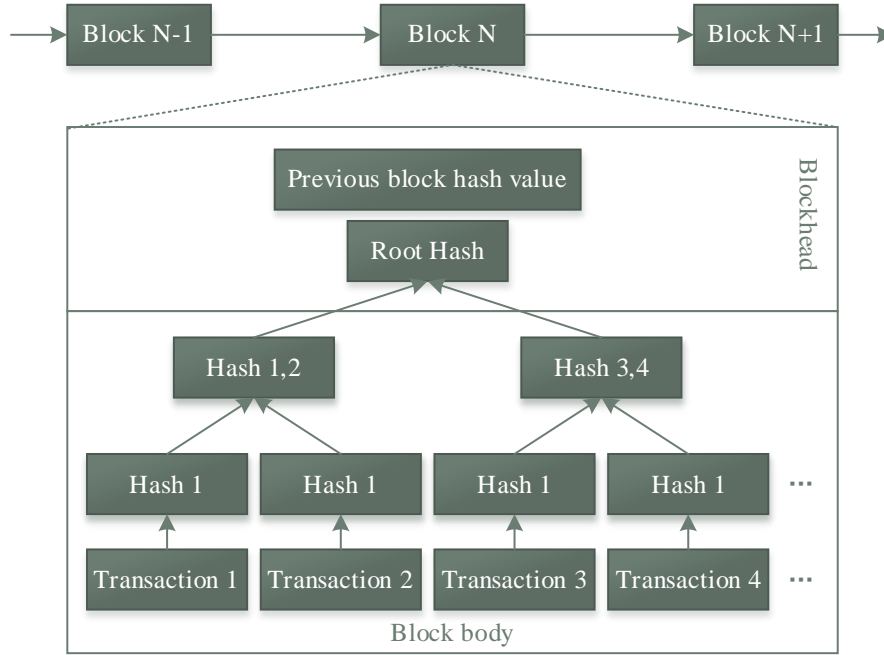 Block N-1
Block N
Block N+1
Previous block hash value
Blockhead
Root Hash
Hash 1,2
Hash 3,4
Hash 1
Hash 1
Hash 1
Hash 1
...
Transaction 1
Transaction 2
Transaction 3
Transaction 4
...
Block body